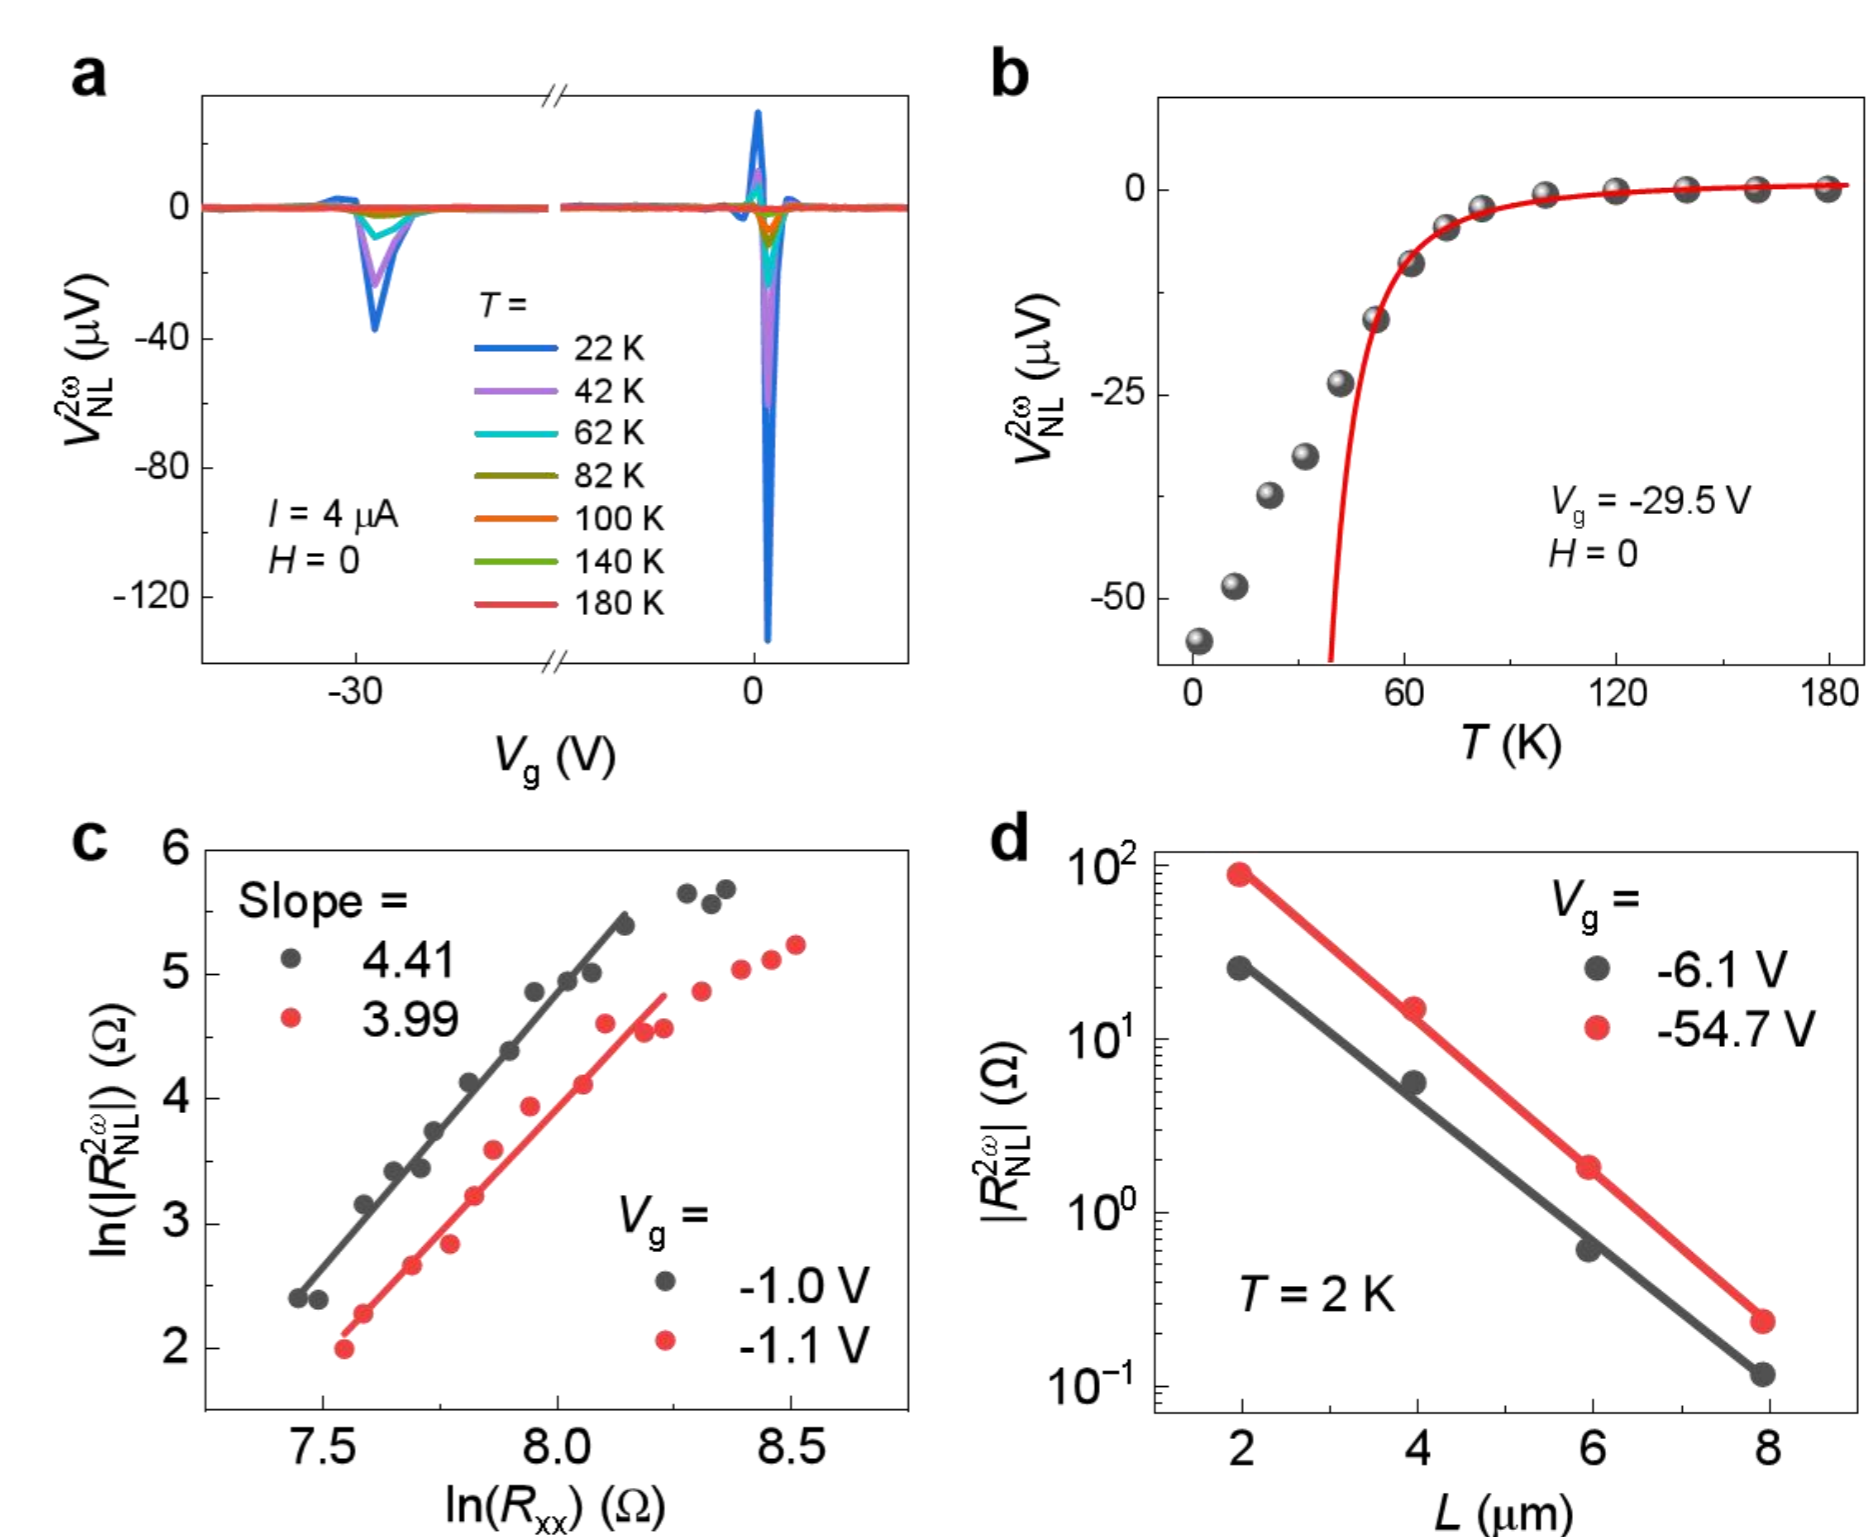 a
0
-40
-80
-120
V_NL^2ω (μV)
T =
22 K
42 K
62 K
82 K
100 K
140 K
180 K
I = 4 μA
H = 0
-30
0
V_g (V)
b
0
-25
-50
V_NL^2ω (μV)
V_g = -29.5 V
H = 0
0
60
120
180
T (K)
c
6
5
4
3
2
ln(|R_NL^2ω|) (Ω)
Slope =
4.41
3.99
V_g =
-1.0 V
-1.1 V
7.5
8.0
8.5
ln(R_xx) (Ω)
d
10^2
10^1
10^0
10^−1
|R_NL^2ω| (Ω)
V_g =
-6.1 V
-54.7 V
T = 2 K
2
4
6
8
L (μm)